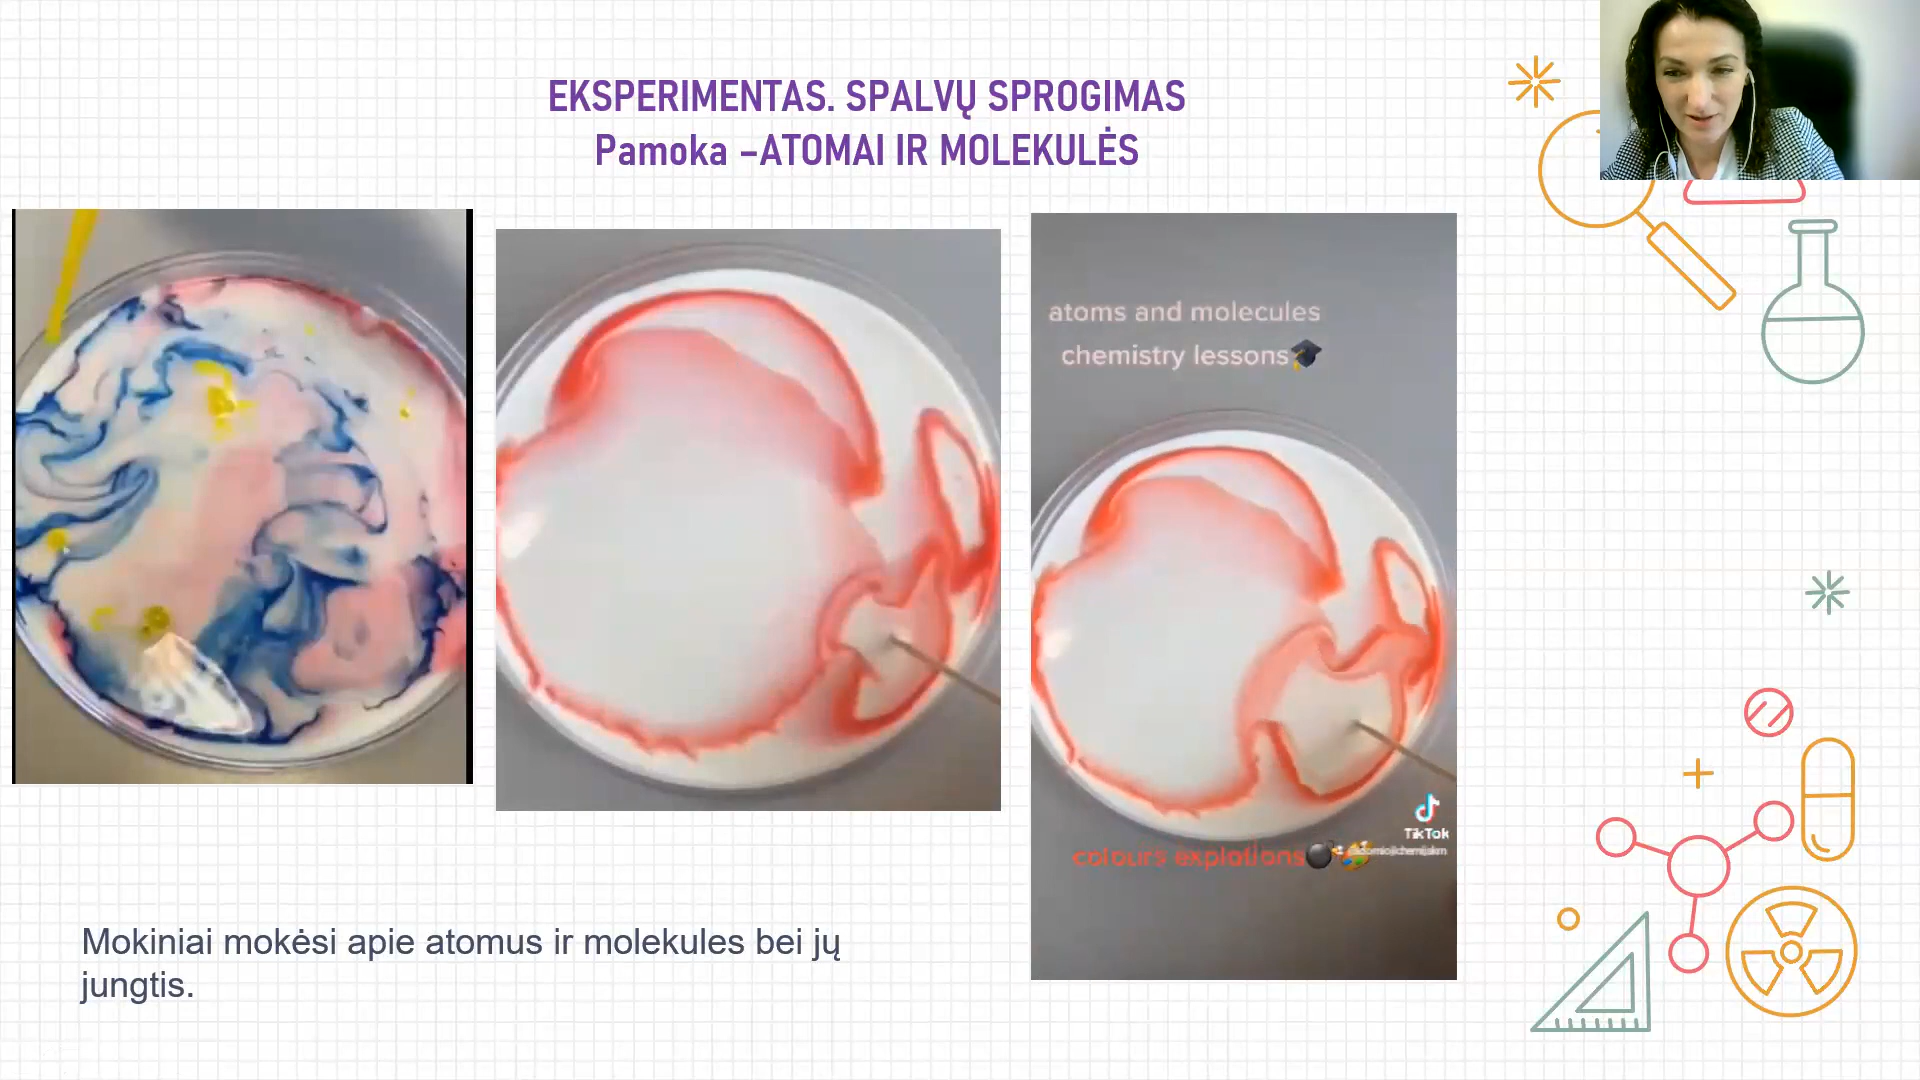 EKSPERIMENTAS. SPALVŲ SPROGIMAS
Pamoka –ATOMAI IR MOLEKULĖS
atoms and molecules
chemistry lessons
TikTok
colours explotions
Mokiniai mokėsi apie atomus ir molekules bei jų
jungtis.